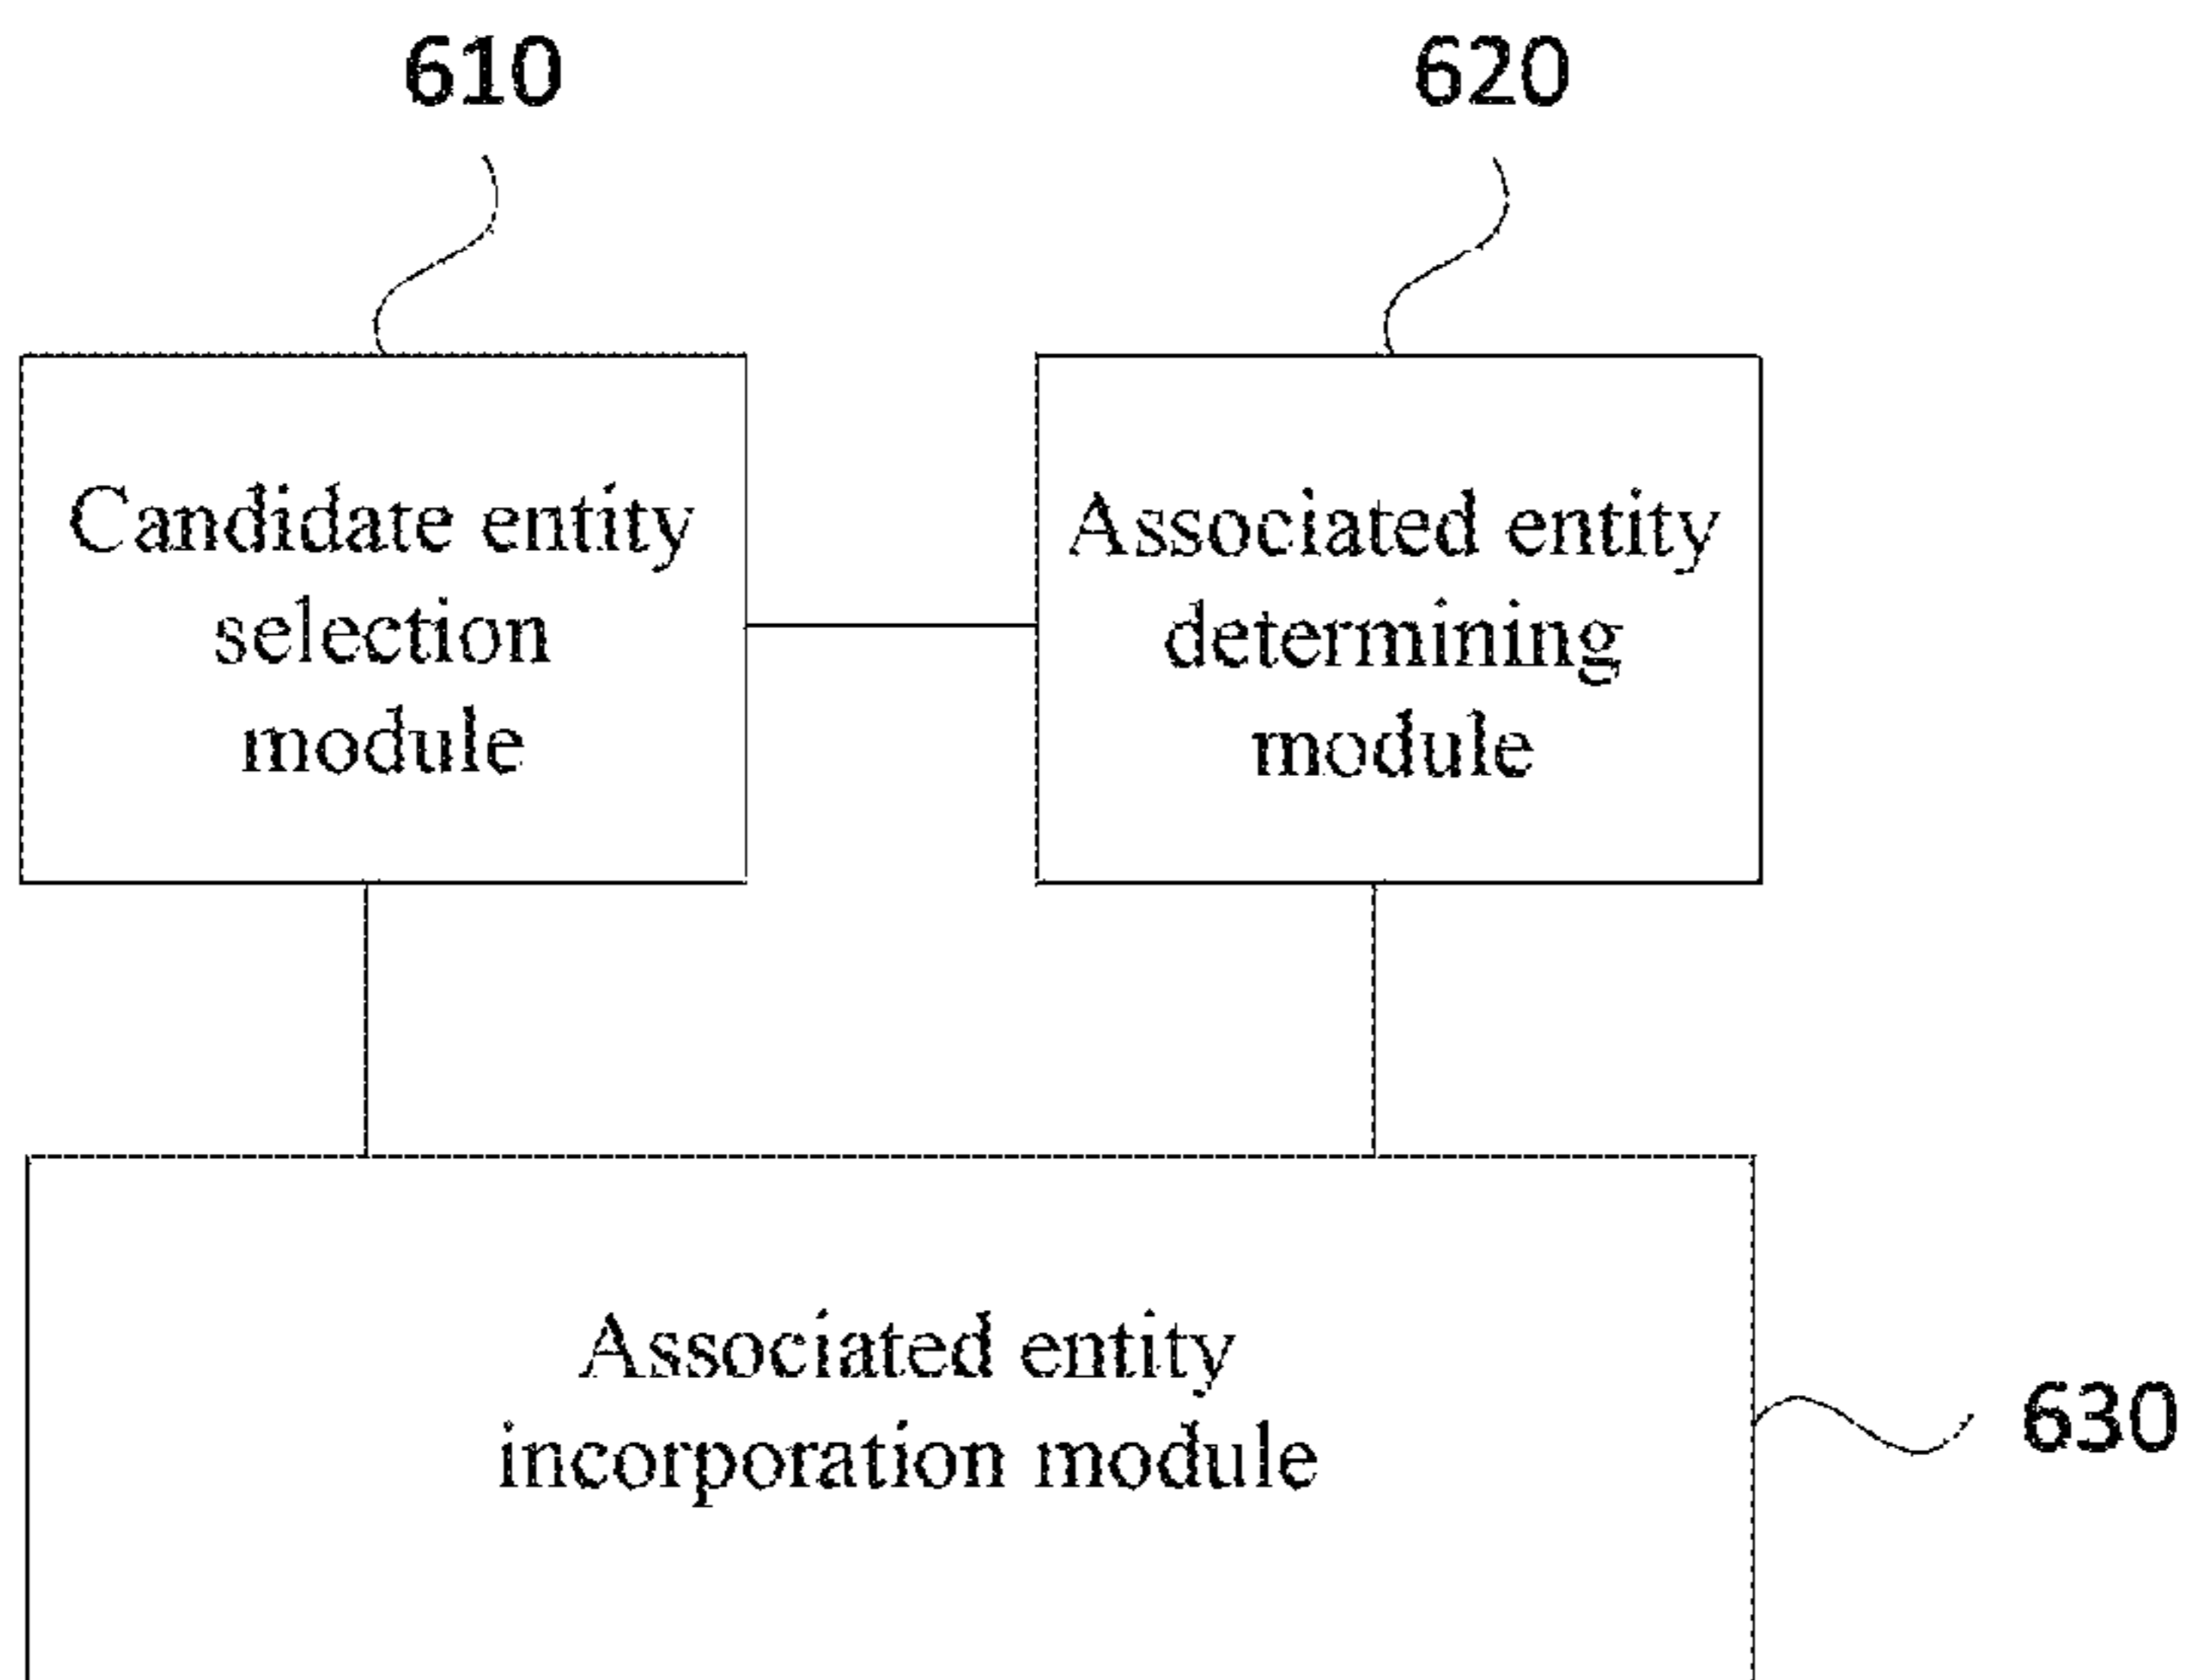 610
620
Candidate entity
selection
module
Associated entity
determining
module
Associated entity
incorporation module
630